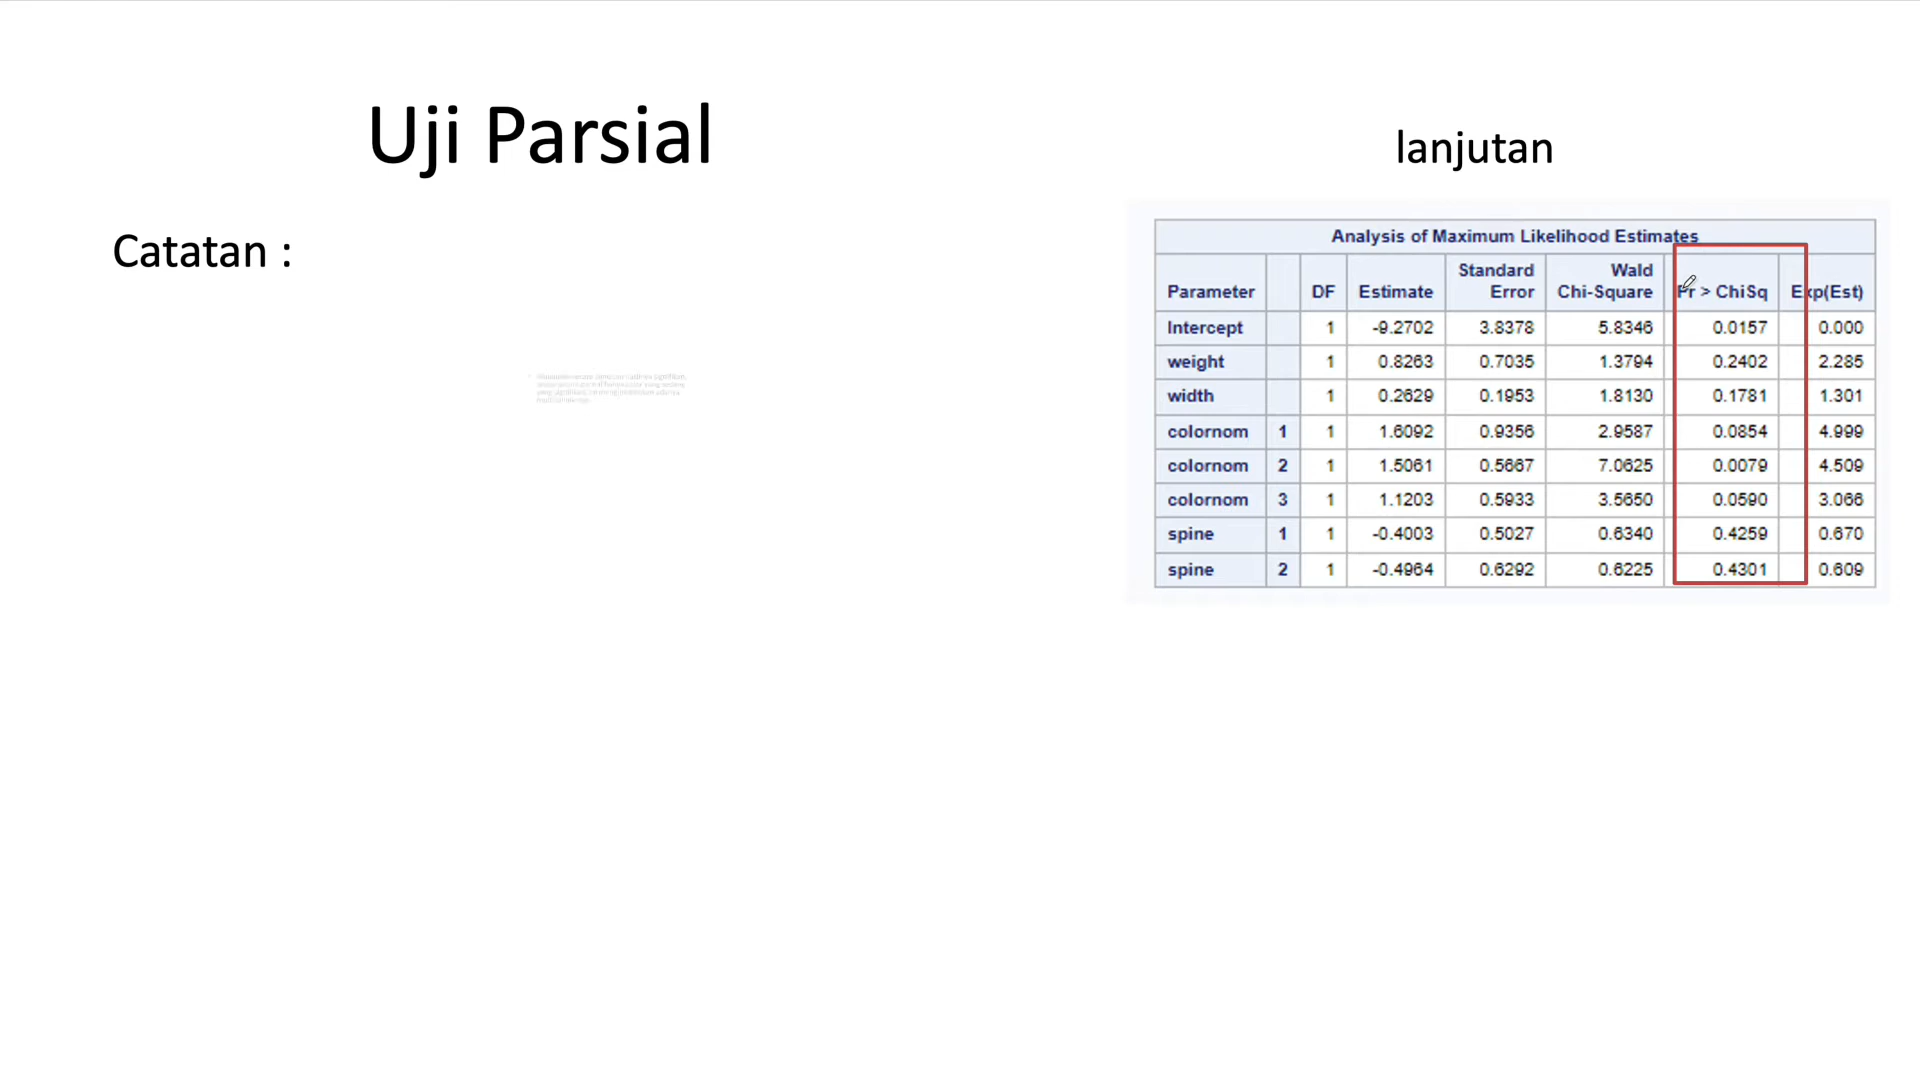 Uji Parsial
lanjutan
Catatan :
Analysis of Maximum Likelihood Estimates
Parameter DF Estimate Standard Error Wald Chi-Square Pr > ChiSq Exp(Est)
Intercept 1 -9.2702 3.8378 5.8346 0.0157 0.000
weight 1 0.8263 0.7035 1.3794 0.2402 2.285
width 1 0.2629 0.1953 1.8130 0.1781 1.301
colornom 1 1 1.6092 0.9356 2.9587 0.0854 4.999
colornom 2 1 1.5061 0.5667 7.0625 0.0079 4.509
colornom 3 1 1.1203 0.5933 3.5650 0.0590 3.066
spine 1 1 -0.4003 0.5027 0.6340 0.4259 0.670
spine 2 1 -0.4964 0.6292 0.6225 0.4301 0.609